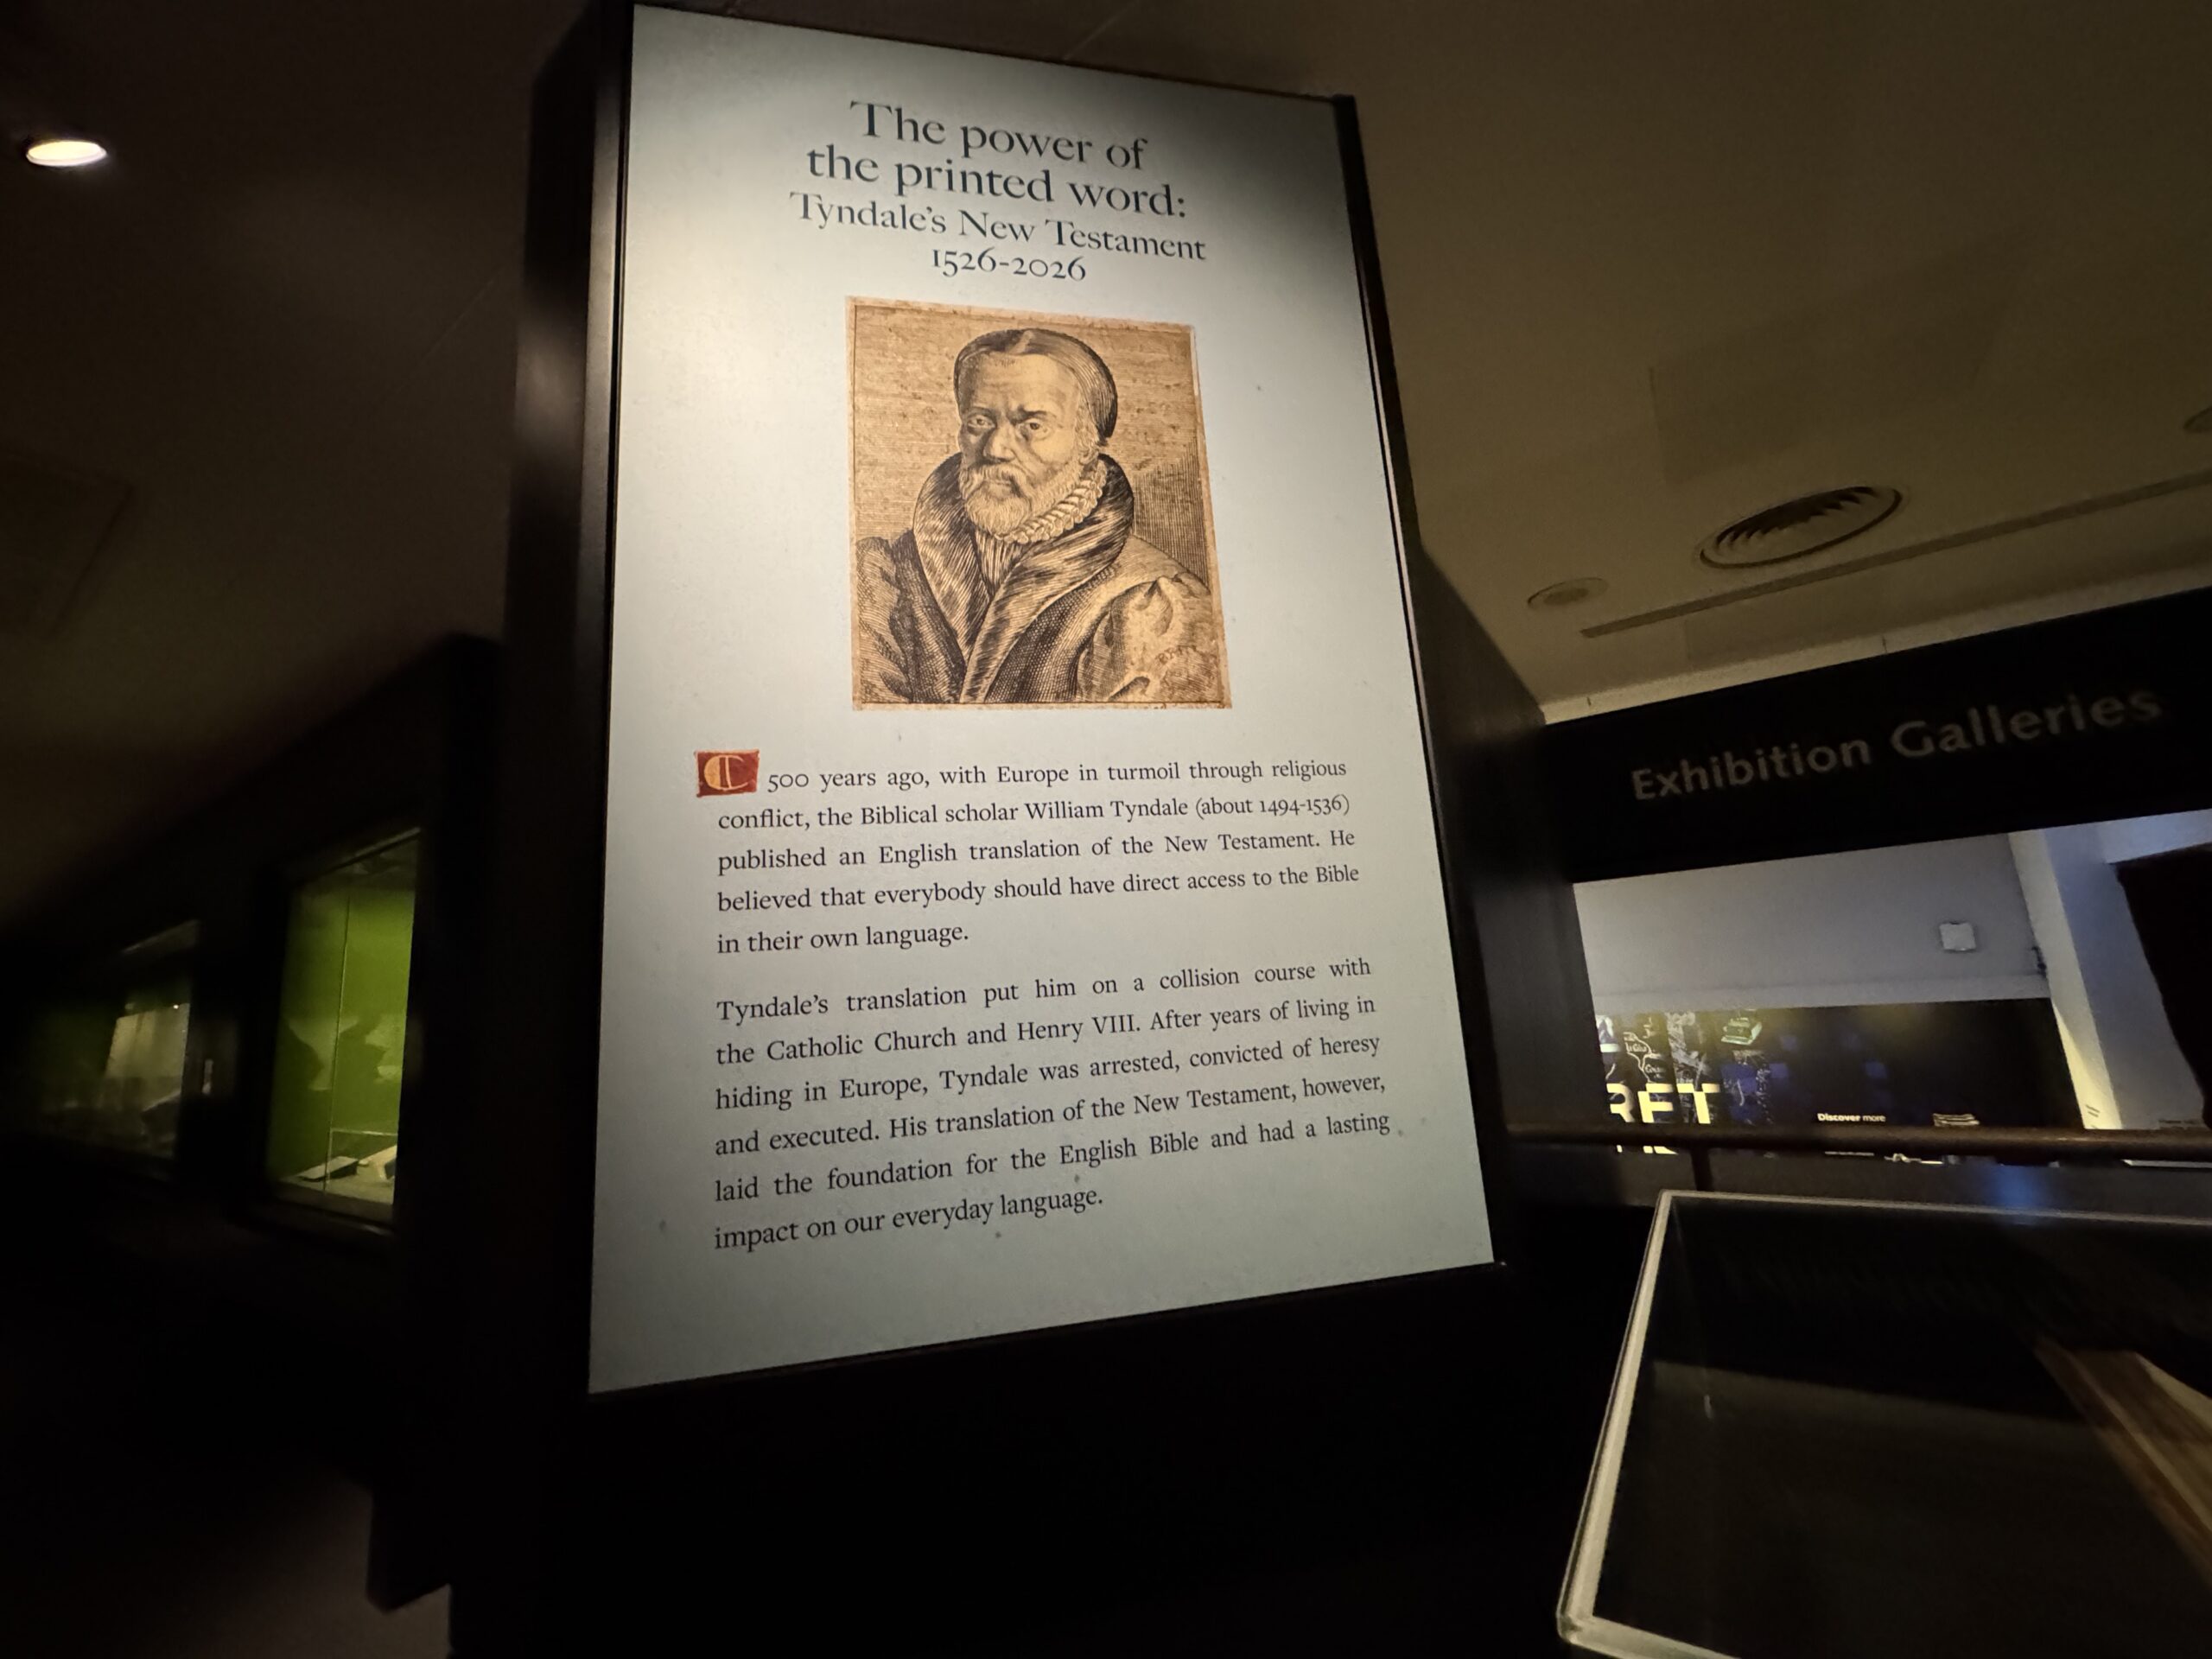 The power of
the printed word:
Tyndale's New Testament
1526-2026
500 years ago, with Europe in turmoil through religious
conflict, the Biblical scholar William Tyndale (about 1494-1536)
published an English translation of the New Testament. He
believed that everybody should have direct access to the Bible
in their own language.
Tyndale's translation put him on a collision course with
the Catholic Church and Henry VIII. After years of living in
hiding in Europe, Tyndale was arrested, convicted of heresy
and executed. His translation of the New Testament, however,
laid the foundation for the English Bible and had a lasting
impact on our everyday language.
Exhibition Galleries
Discover more